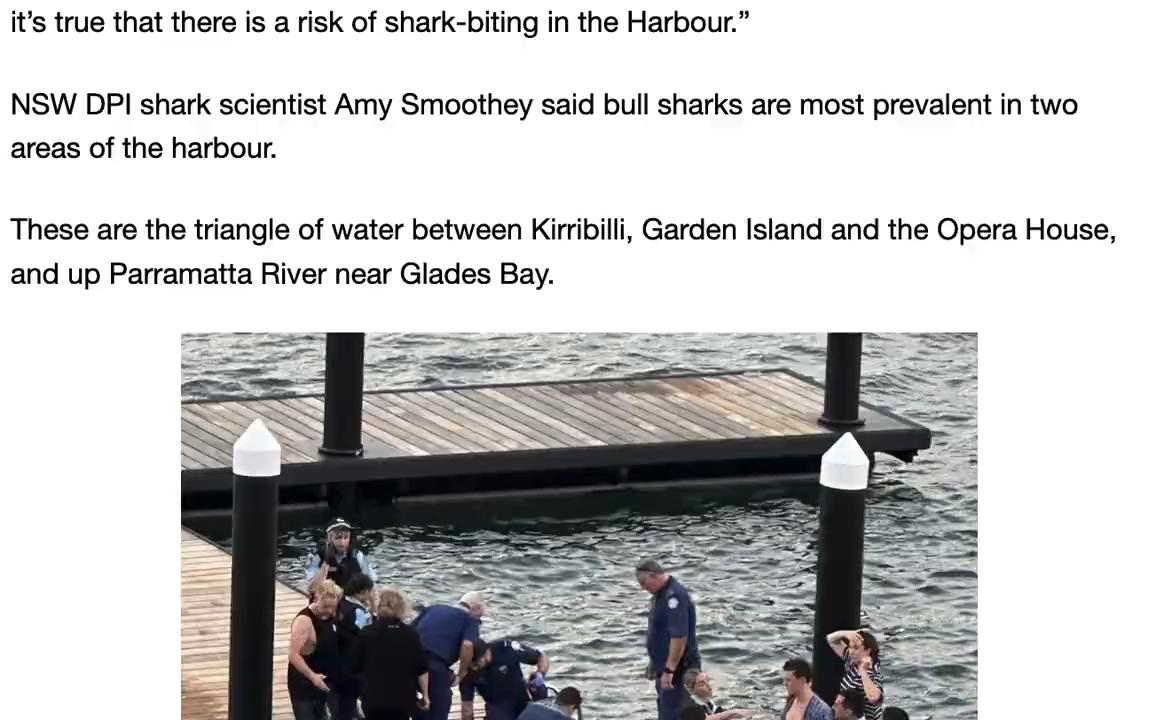 it’s true that there is a risk of shark-biting in the Harbour.”
NSW DPI shark scientist Amy Smoothey said bull sharks are most prevalent in two
areas of the harbour.
These are the triangle of water between Kirribilli, Garden Island and the Opera House,
and up Parramatta River near Glades Bay.